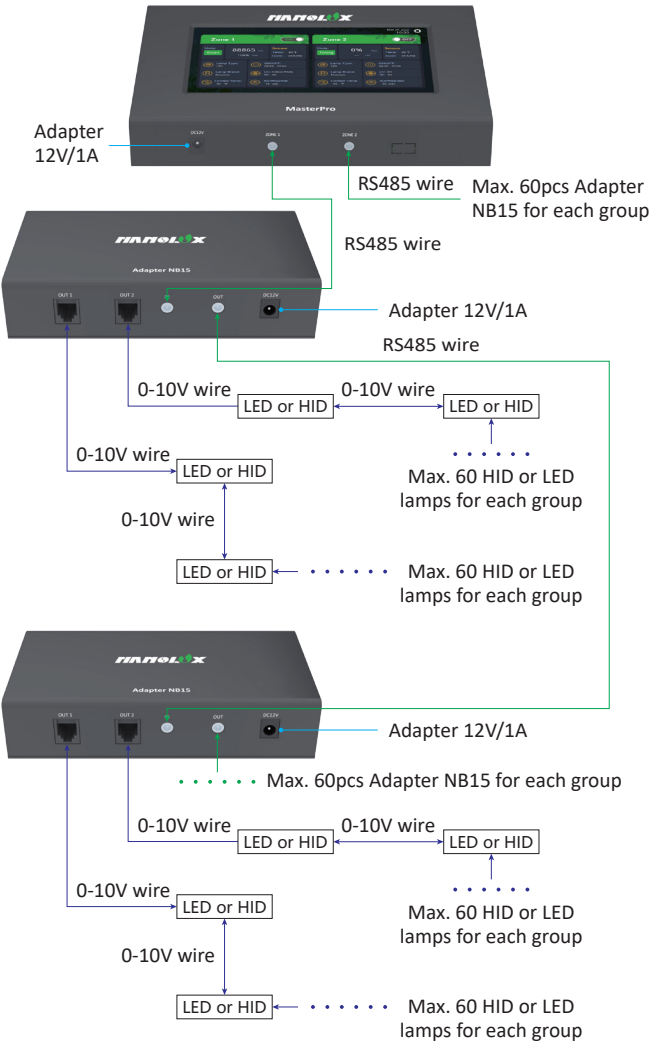 NANOLUX
Zone 1
Zone 2
OFF
88865
0%
MasterPro
DC12V
ZONE 1
ZONE 2
Adapter
12V/1A
RS485 wire
Max. 60pcs Adapter
NB15 for each group
RS485 wire
NANOLUX
Adapter NB15
OUT 1
OUT 2
OUT
DC12V
Adapter 12V/1A
RS485 wire
0-10V wire
0-10V wire
LED or HID
LED or HID
0-10V wire
LED or HID
Max. 60 HID or LED
lamps for each group
0-10V wire
LED or HID
Max. 60 HID or LED
lamps for each group
NANOLUX
Adapter NB15
OUT 1
OUT 2
OUT
DC12V
Adapter 12V/1A
Max. 60pcs Adapter NB15 for each group
0-10V wire
0-10V wire
LED or HID
LED or HID
0-10V wire
LED or HID
Max. 60 HID or LED
lamps for each group
0-10V wire
LED or HID
Max. 60 HID or LED
lamps for each group